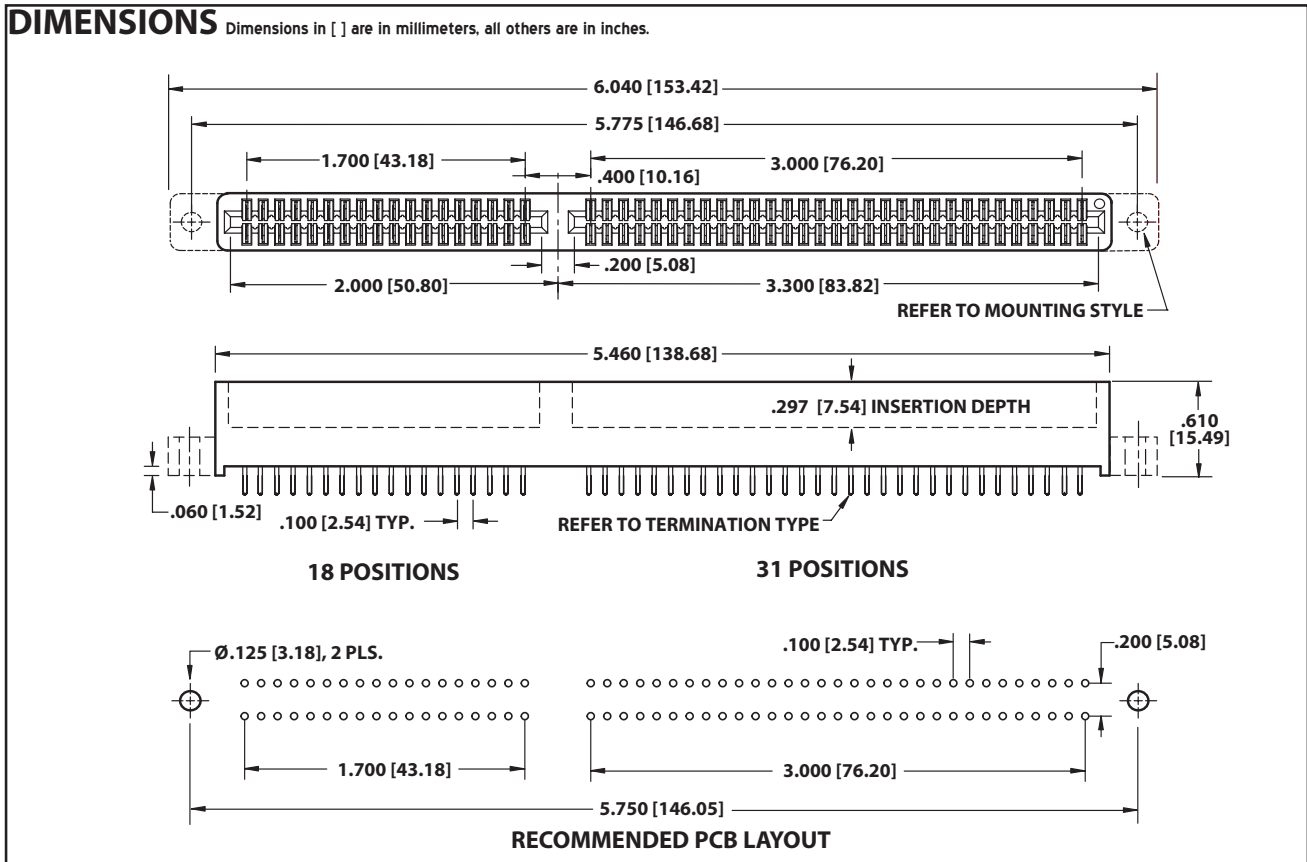 DIMENSIONS Dimensions in [ ] are in millimeters, all others are in inches.
6.040 [153.42]
5.775 [146.68]
1.700 [43.18]
3.000 [76.20]
.400 [10.16]
.200 [5.08]
2.000 [50.80]
3.300 [83.82]
REFER TO MOUNTING STYLE
5.460 [138.68]
.297 [7.54] INSERTION DEPTH
.610
[15.49]
.060 [1.52]
.100 [2.54] TYP.
REFER TO TERMINATION TYPE
18 POSITIONS
31 POSITIONS
Ø.125 [3.18], 2 PLS.
.100 [2.54] TYP.
.200 [5.08]
1.700 [43.18]
3.000 [76.20]
5.750 [146.05]
RECOMMENDED PCB LAYOUT